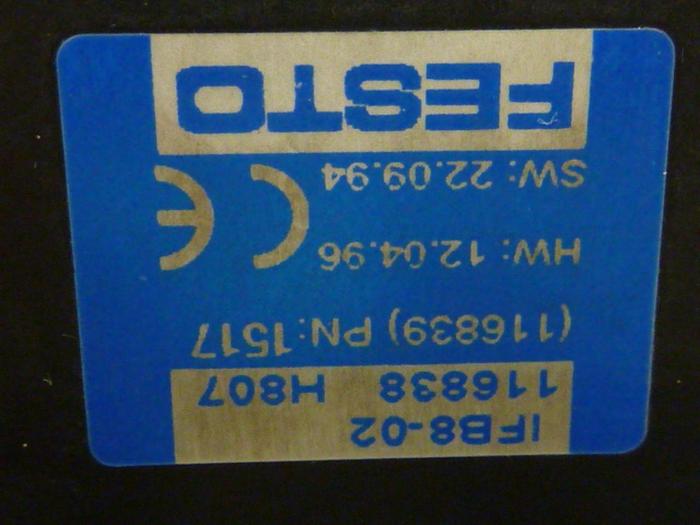 IFB8-02
116838 H807
(116839) PN:1517
HW: 12.04.96
SW: 22.09.94
CE
FESTO